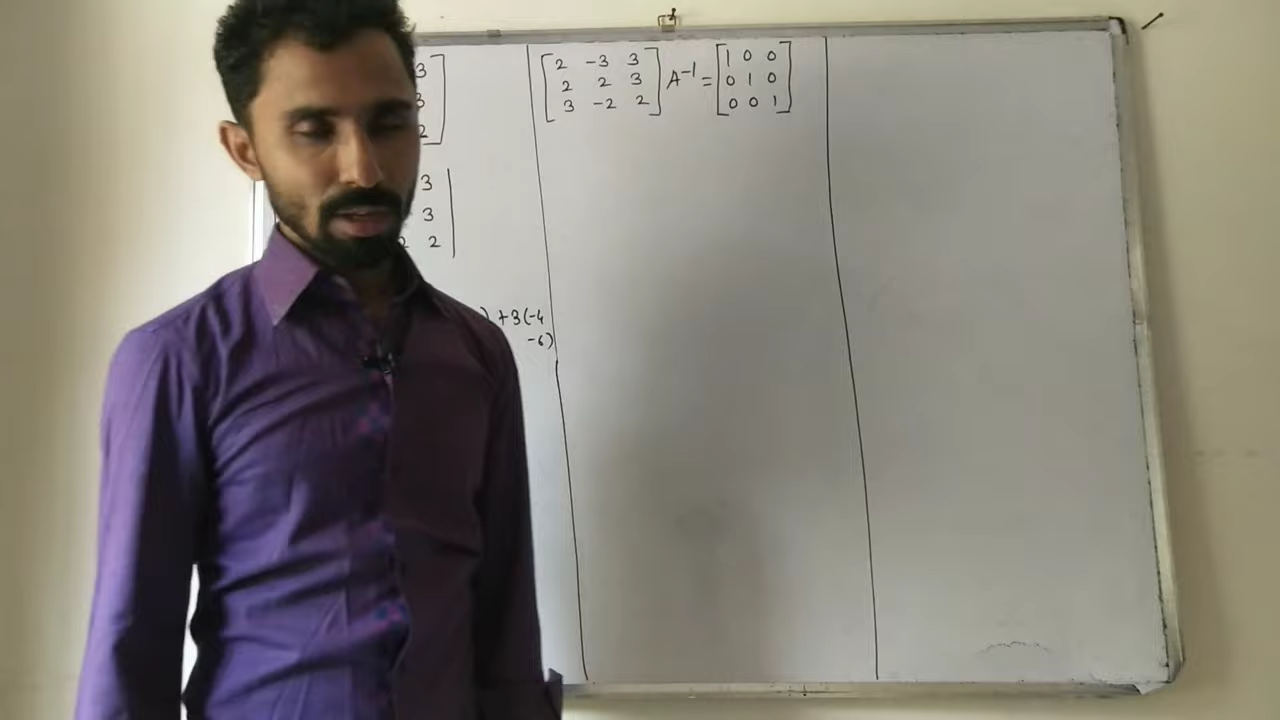 3]
3
2]
3 |
3
2 2
) +3(-4
-6)
[2 -3 3] A⁻¹ = [1 0 0]
[2 2 3] [0 1 0]
[3 -2 2] [0 0 1]